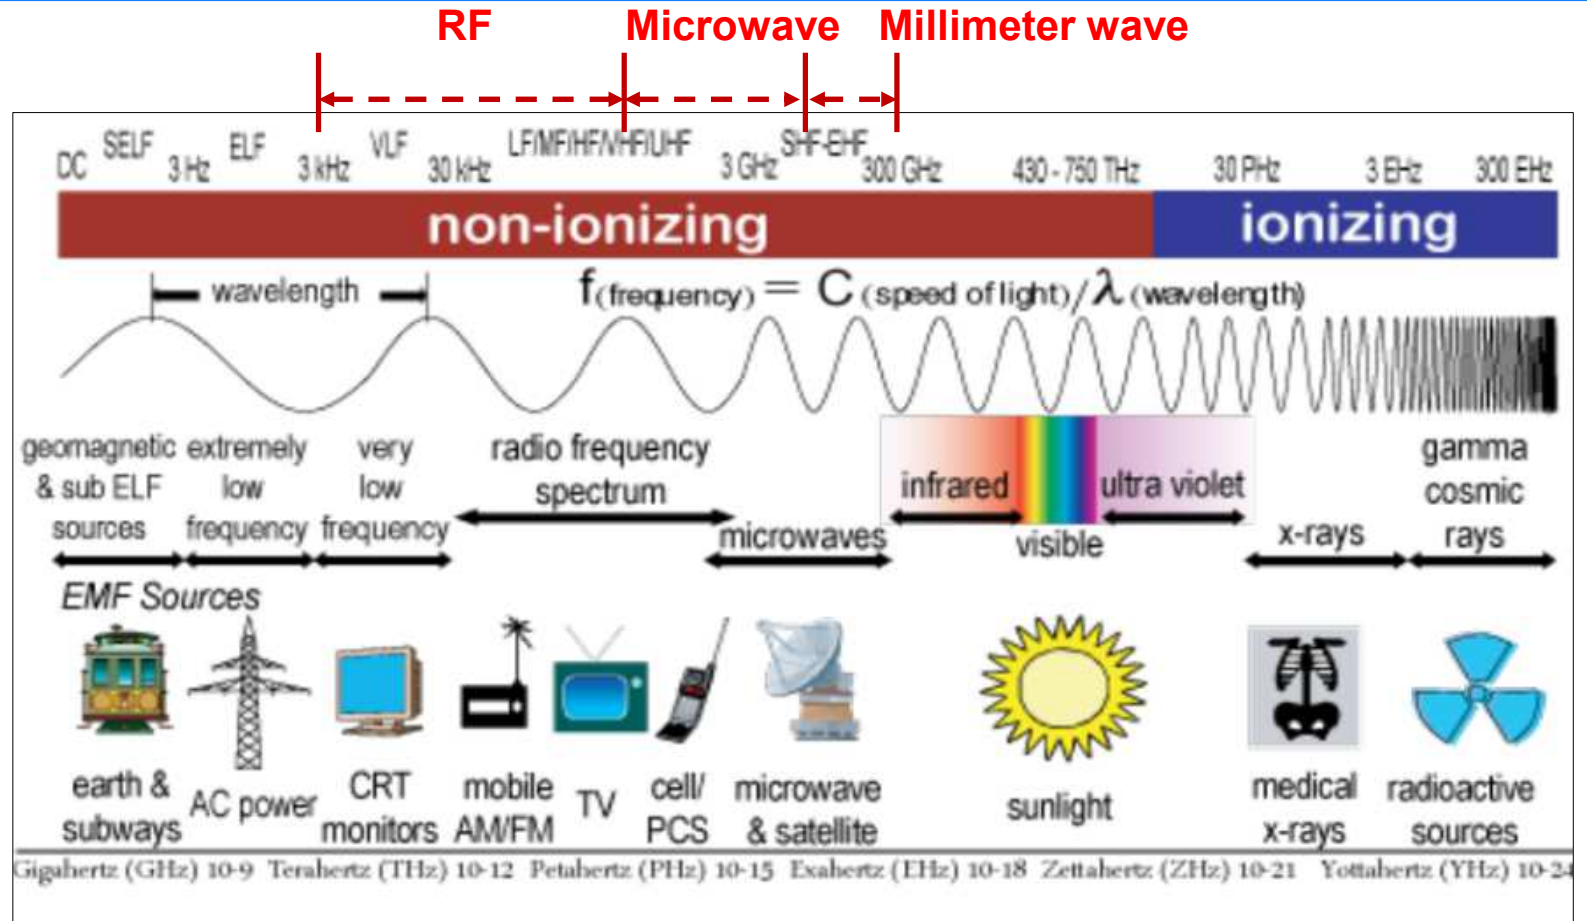 RF Microwave Millimeter wave
SELF ELF VLF LF/MF/HF/VHF/UHF SHF-EHF
DC 3 Hz 3 kHz 30 kHz 3 GHz 300 GHz 430 - 750 THz 30 PHz 3 EHz 300 EHz
non-ionizing ionizing
wavelength f(frequency) = C (speed of light) / λ (wavelength)
geomagnetic
& sub ELF
sources
extremely
low
frequency
very
low
frequency
radio frequency
spectrum
microwaves
infrared
visible
ultra violet
x-rays
gamma
cosmic
rays
EMF Sources
earth &
subways
AC power
CRT
monitors
mobile
AM/FM
TV
cell/
PCS
microwave
& satellite
sunlight
medical
x-rays
radioactive
sources
Gigahertz (GHz) 10-9 Terahertz (THz) 10-12 Petahertz (PHz) 10-15 Exahertz (EHz) 10-18 Zettahertz (ZHz) 10-21 Yottahertz (YHz) 10-24